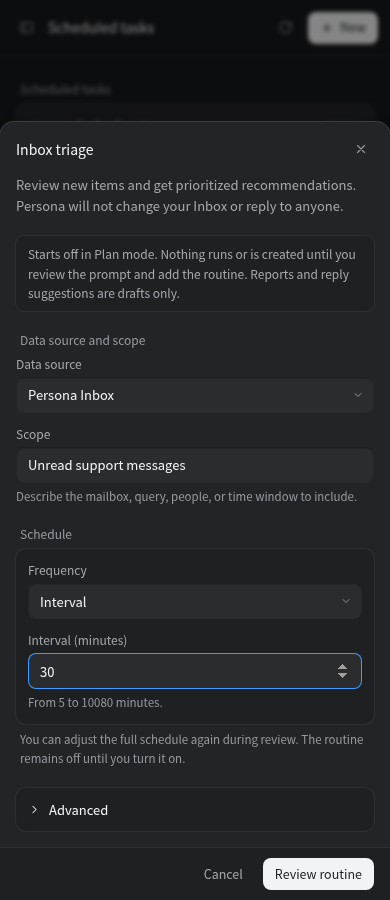 Scheduled tasks
New
Scheduled tasks
Inbox triage
Review new items and get prioritized recommendations.
Persona will not change your Inbox or reply to anyone.
Starts off in Plan mode. Nothing runs or is created until you
review the prompt and add the routine. Reports and reply
suggestions are drafts only.
Data source and scope
Data source
Persona Inbox
Scope
Unread support messages
Describe the mailbox, query, people, or time window to include.
Schedule
Frequency
Interval
Interval (minutes)
30
From 5 to 10080 minutes.
You can adjust the full schedule again during review. The routine
remains off until you turn it on.
Advanced
Cancel
Review routine